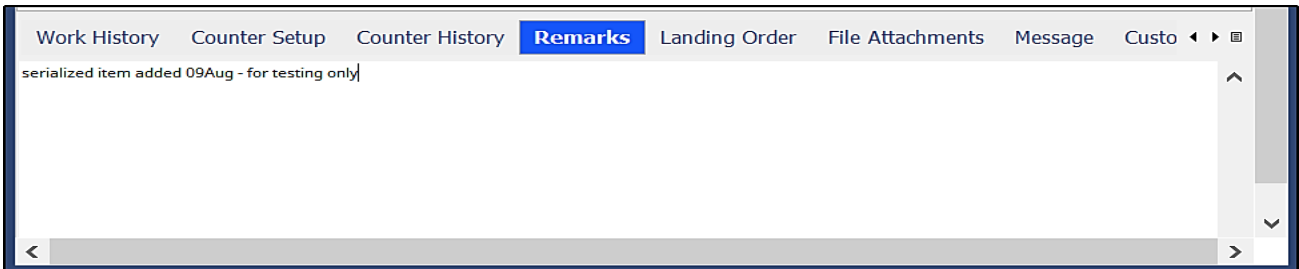 Work History Counter Setup Counter History Remarks Landing Order File Attachments Message Custo
serialized item added 09Aug - for testing only